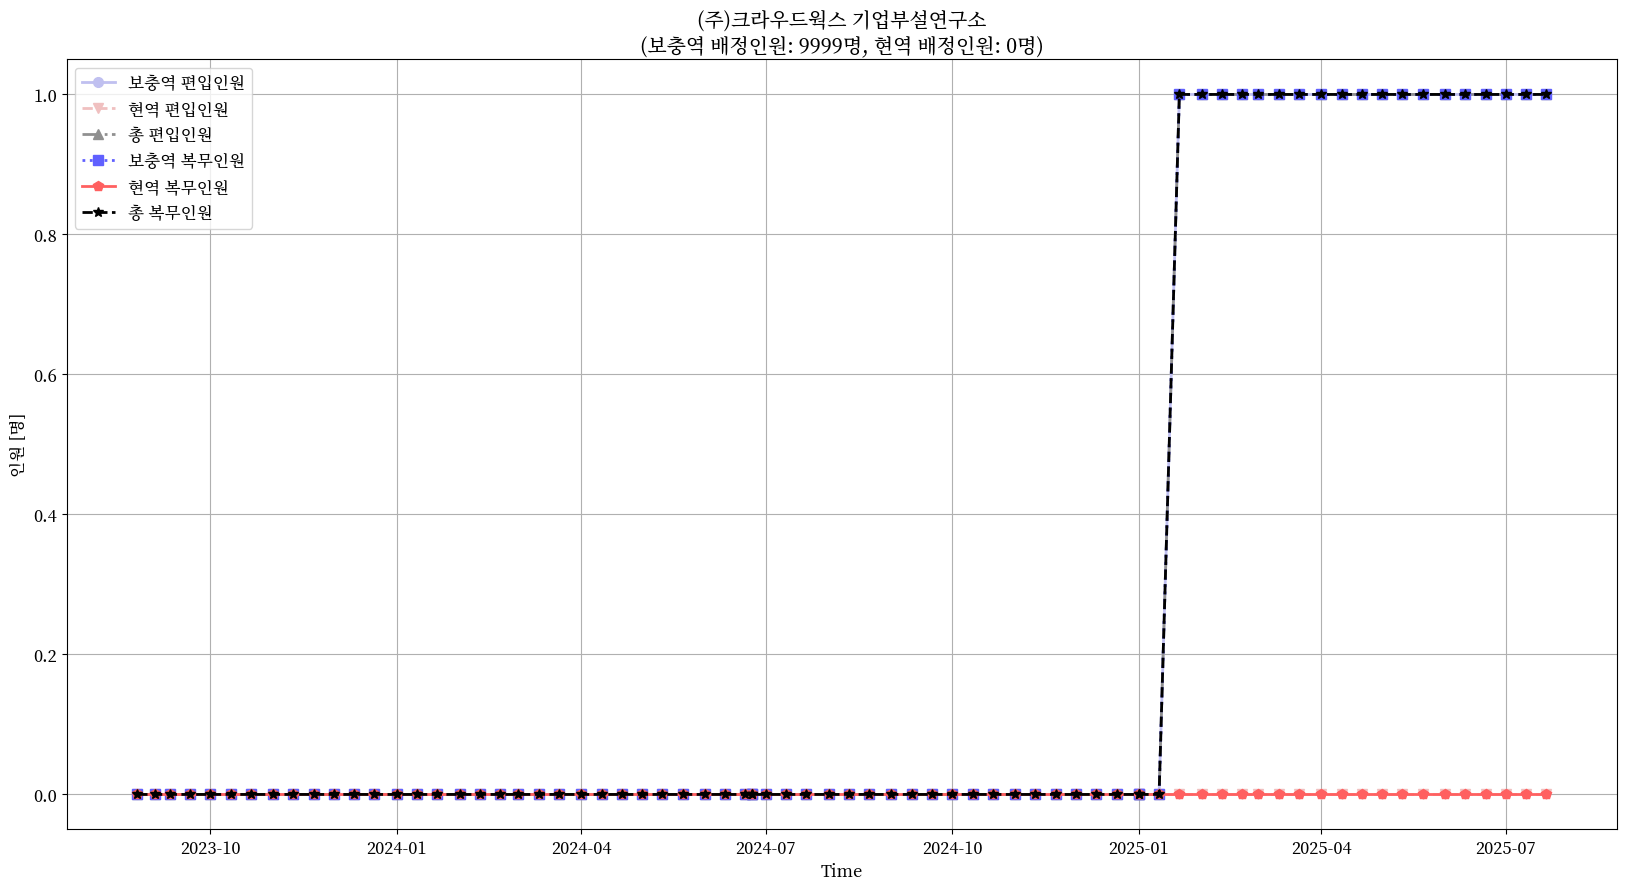 (주)크라우드웍스 기업부설연구소
(보충역 배정인원: 9999명, 현역 배정인원: 0명)
보충역 편입인원
현역 편입인원
총 편입인원
보충역 복무인원
현역 복무인원
총 복무인원
1.0
0.8
0.6
0.4
0.2
0.0
인원 [명]
2023-10
2024-01
2024-04
2024-07
2024-10
2025-01
2025-04
2025-07
Time